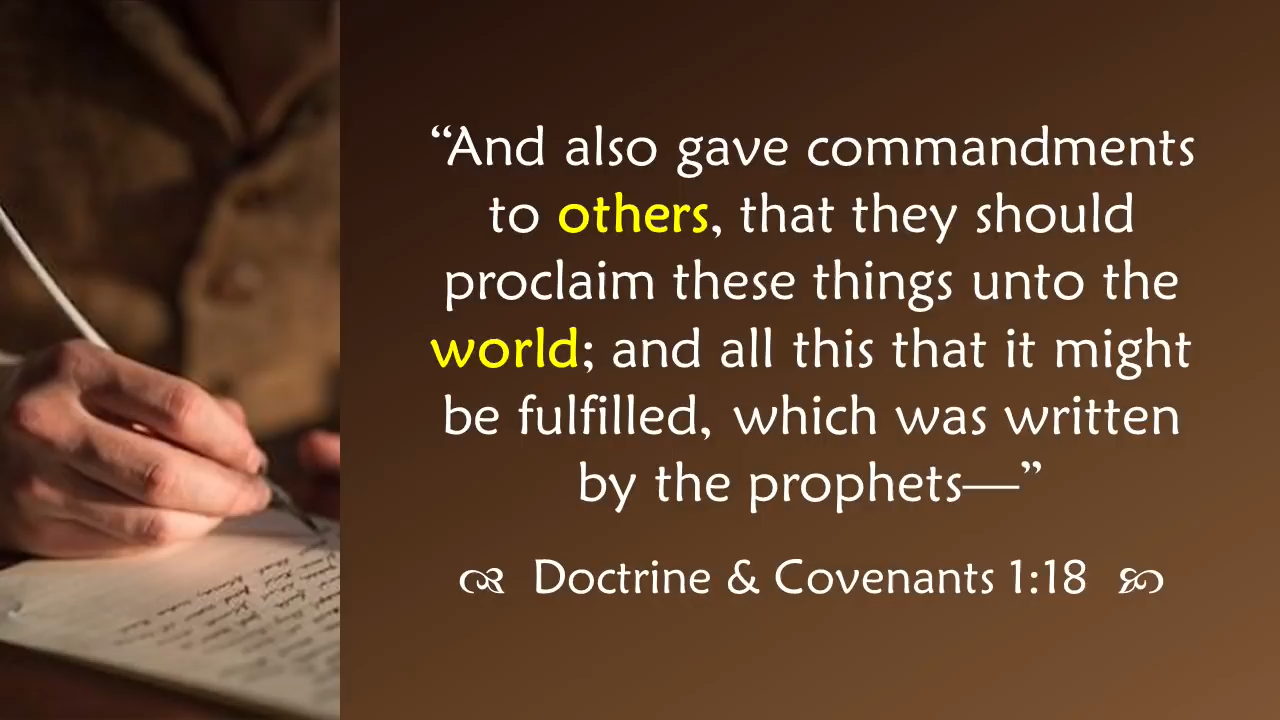 “And also gave commandments
to others, that they should
proclaim these things unto the
world; and all this that it might
be fulfilled, which was written
by the prophets—”
Doctrine & Covenants 1:18